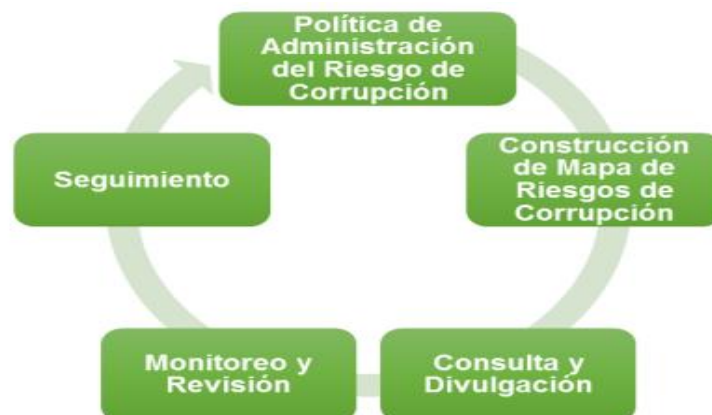 Política de
Administración
del Riesgo de
Corrupción
Construcción
de Mapa de
Riesgos de
Corrupción
Consulta y
Divulgación
Monitoreo y
Revisión
Seguimiento